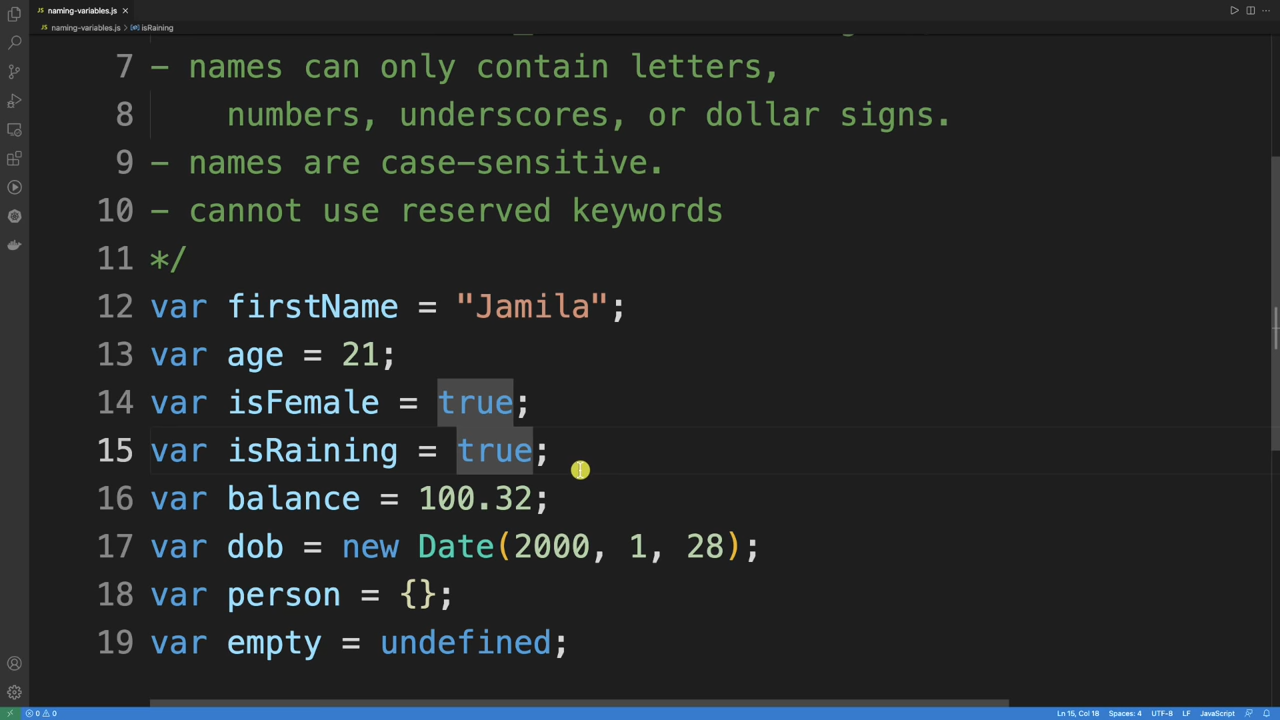 JS naming-variables.js ×
JS naming-variables.js › isRaining
7 - names can only contain letters,
8 numbers, underscores, or dollar signs.
9 - names are case-sensitive.
10 - cannot use reserved keywords
11 */
12 var firstName = "Jamila";
13 var age = 21;
14 var isFemale = true;
15 var isRaining = true;
16 var balance = 100.32;
17 var dob = new Date(2000, 1, 28);
18 var person = {};
19 var empty = undefined;
0 0 Ln 15, Col 18 Spaces: 4 UTF-8 LF JavaScript